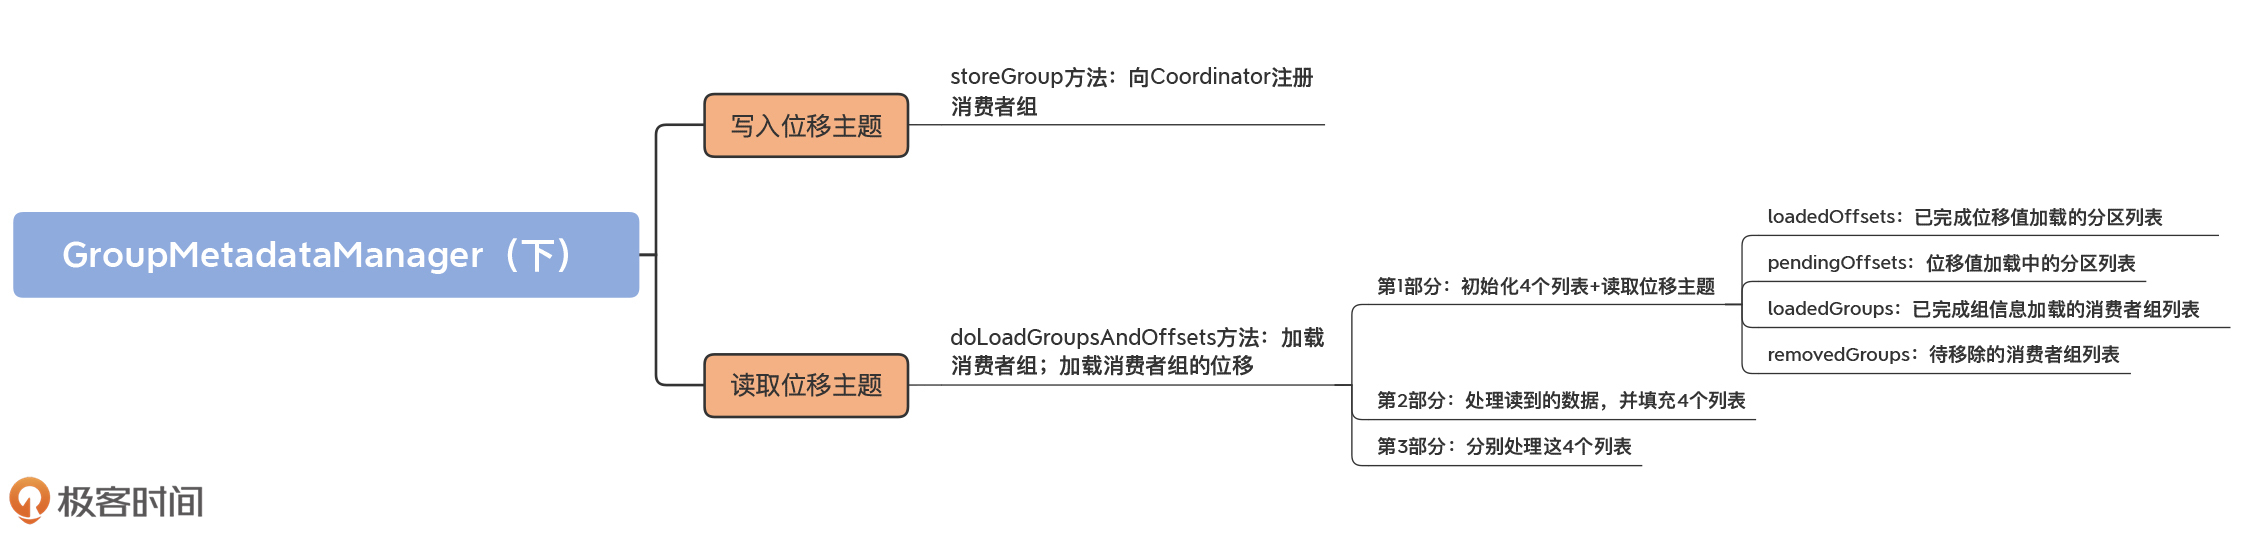 GroupMetadataManager（下）
写入位移主题
storeGroup方法：向Coordinator注册
消费者组
读取位移主题
doLoadGroupsAndOffsets方法：加载
消费者组；加载消费者组的位移
第1部分：初始化4个列表+读取位移主题
loadedOffsets：已完成位移值加载的分区列表
pendingOffsets：位移值加载中的分区列表
loadedGroups：已完成组信息加载的消费者组列表
removedGroups：待移除的消费者组列表
第2部分：处理读到的数据，并填充4个列表
第3部分：分别处理这4个列表
极客时间